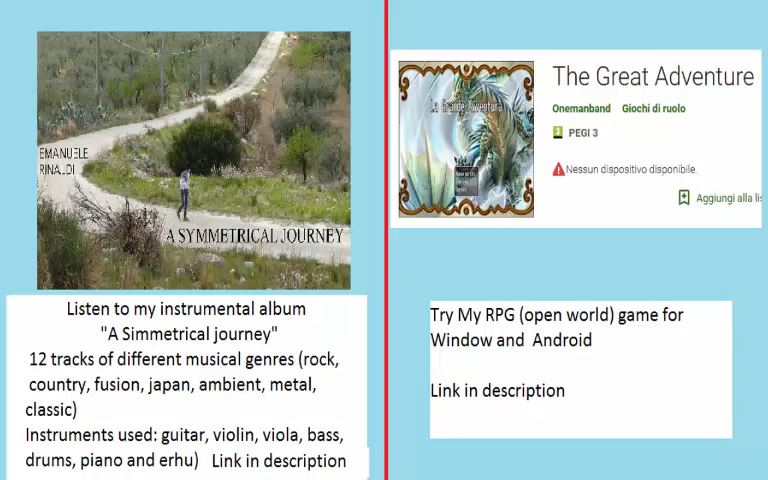 EMANUELE
RINALDI
A SYMMETRICAL JOURNEY
Listen to my instrumental album
"A Simmetrical journey"
12 tracks of different musical genres (rock,
country, fusion, japan, ambient, metal,
classic)
Instruments used: guitar, violin, viola, bass,
drums, piano and erhu) Link in description
La Grande Avventura
The Great Adventure
Onemanband Giochi di ruolo
3 PEGI 3
Nessun dispositivo disponibile.
Aggiungi alla lis
Try My RPG (open world) game for
Window and Android
Link in description